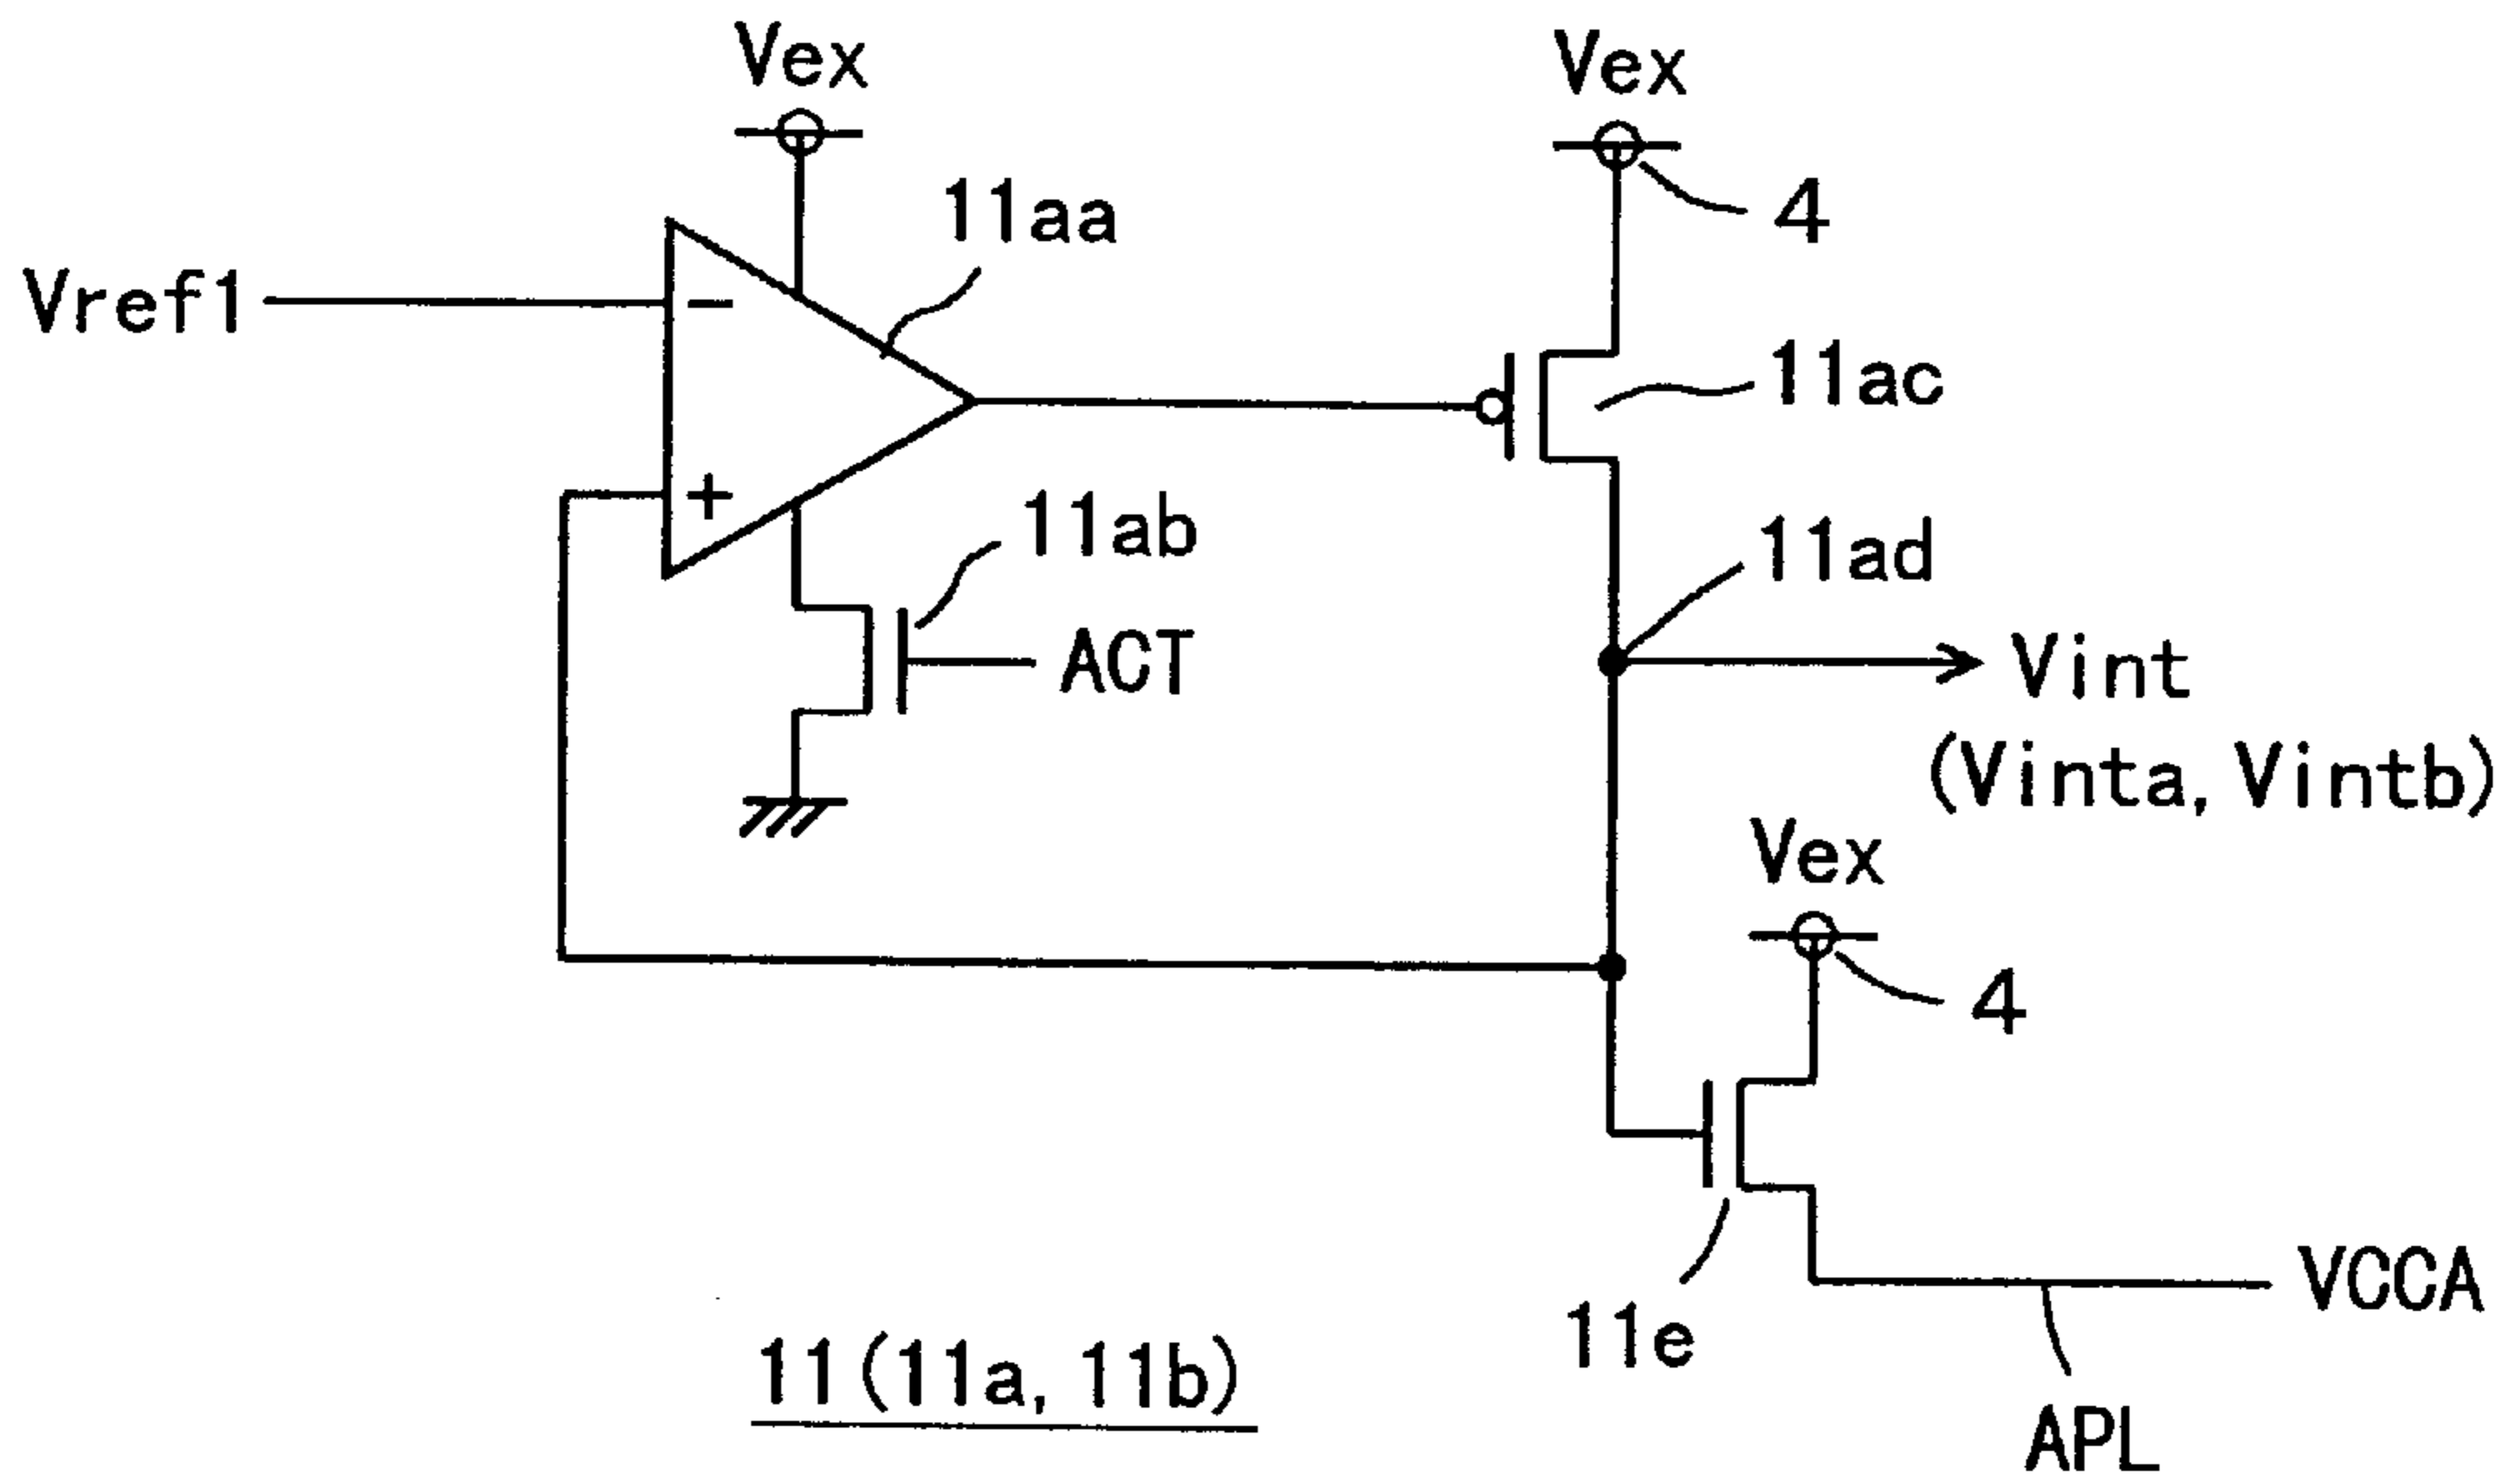 Vex
Vex
11aa
4
Vref1
-
11ac
+
11ab
11ad
ACT
Vint
(Vinta, Vintb)
Vex
4
VCCA
11e
11(11a, 11b)
APL